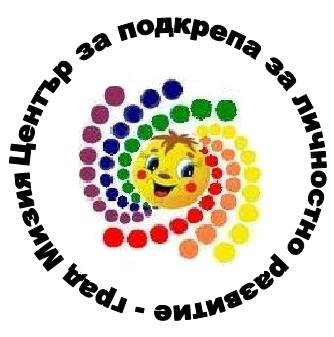 Център за подкрепа за личностно развитие - град Мизия